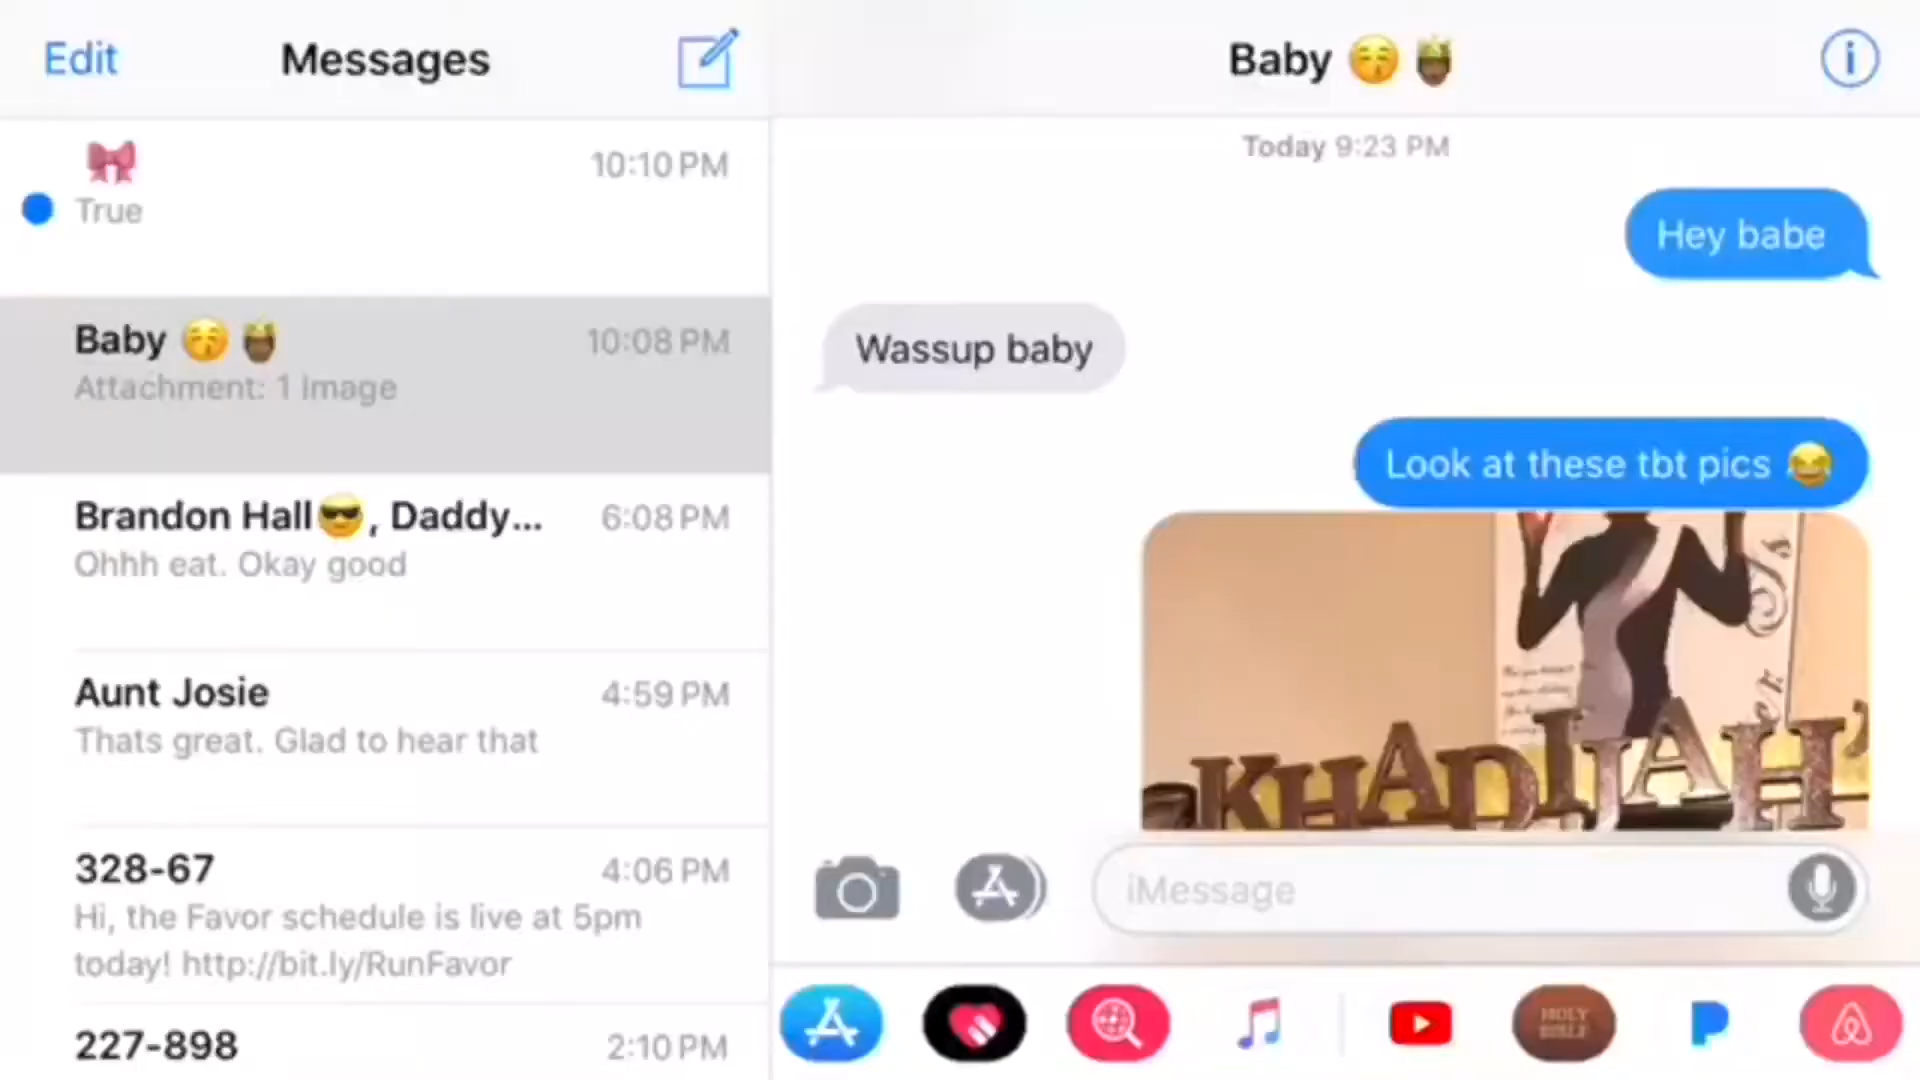 Edit
Messages
10:10 PM
True
Baby 😚 🤴🏾
10:08 PM
Attachment: 1 Image
Brandon Hall😎, Daddy...
6:08 PM
Ohhh eat. Okay good
Aunt Josie
4:59 PM
Thats great. Glad to hear that
328-67
4:06 PM
Hi, the Favor schedule is live at 5pm
today! http://bit.ly/RunFavor
227-898
2:10 PM
Baby 😚 🤴🏾
Today 9:23 PM
Hey babe
Wassup baby
Look at these tbt pics 😂
KHADIJAH'
iMessage
HOLY
BIBLE